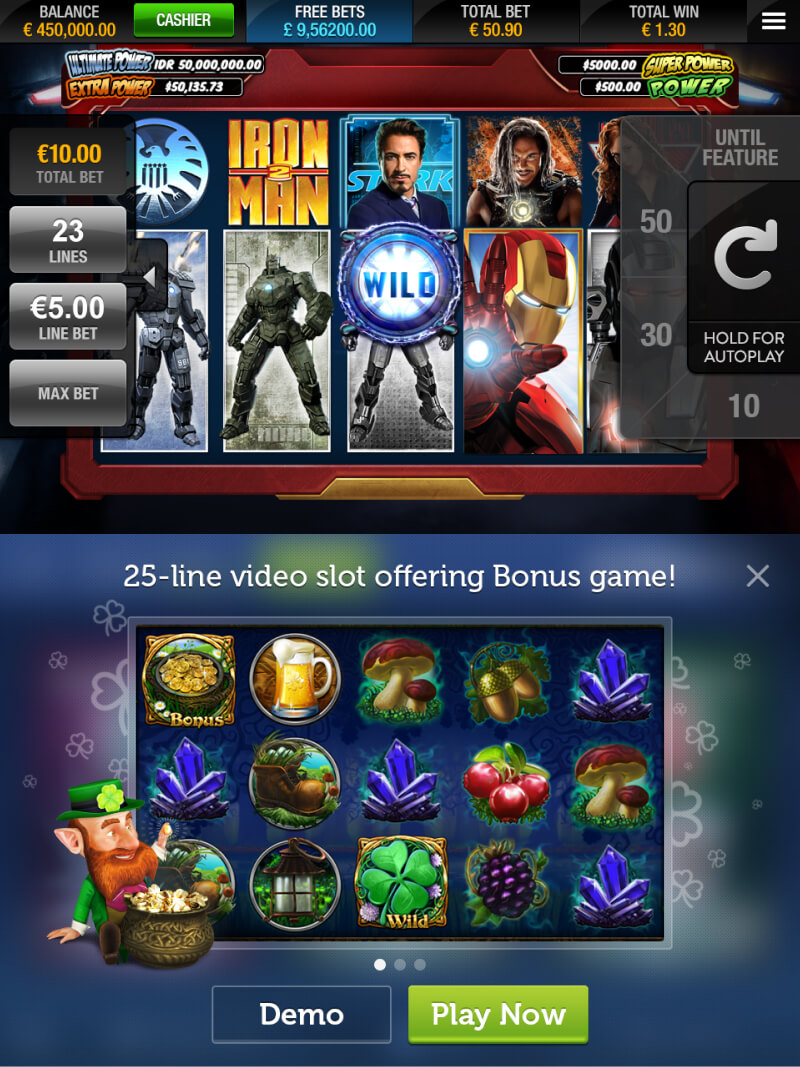 BALANCE
€ 450,000.00
CASHIER
FREE BETS
£ 9,56200.00
TOTAL BET
€ 50.90
TOTAL WIN
€ 1.30
ULTIMATE POWER
IDR 50,000,000.00
EXTRA POWER
$50,135.73
$5000.00
SUPER POWER
$500.00
POWER
€10.00
TOTAL BET
23
LINES
€5.00
LINE BET
MAX BET
IRON
2
MAN
STARK
WILD
UNTIL
FEATURE
50
30
10
HOLD FOR
AUTOPLAY
25-line video slot offering Bonus game!
Bonus
Wild
Demo
Play Now